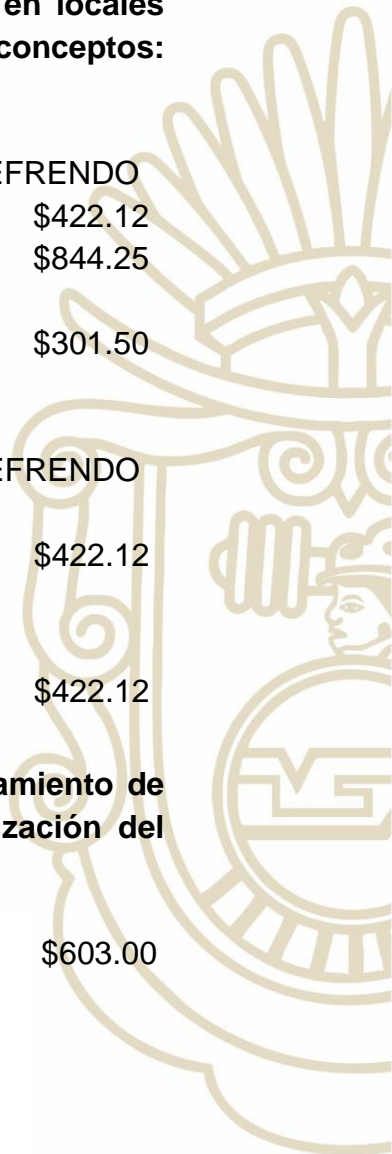 en locales
conceptos:
EFRENDO
$422.12
$844.25
$301.50
EFRENDO
$422.12
$422.12
amiento de
ización del
$603.00